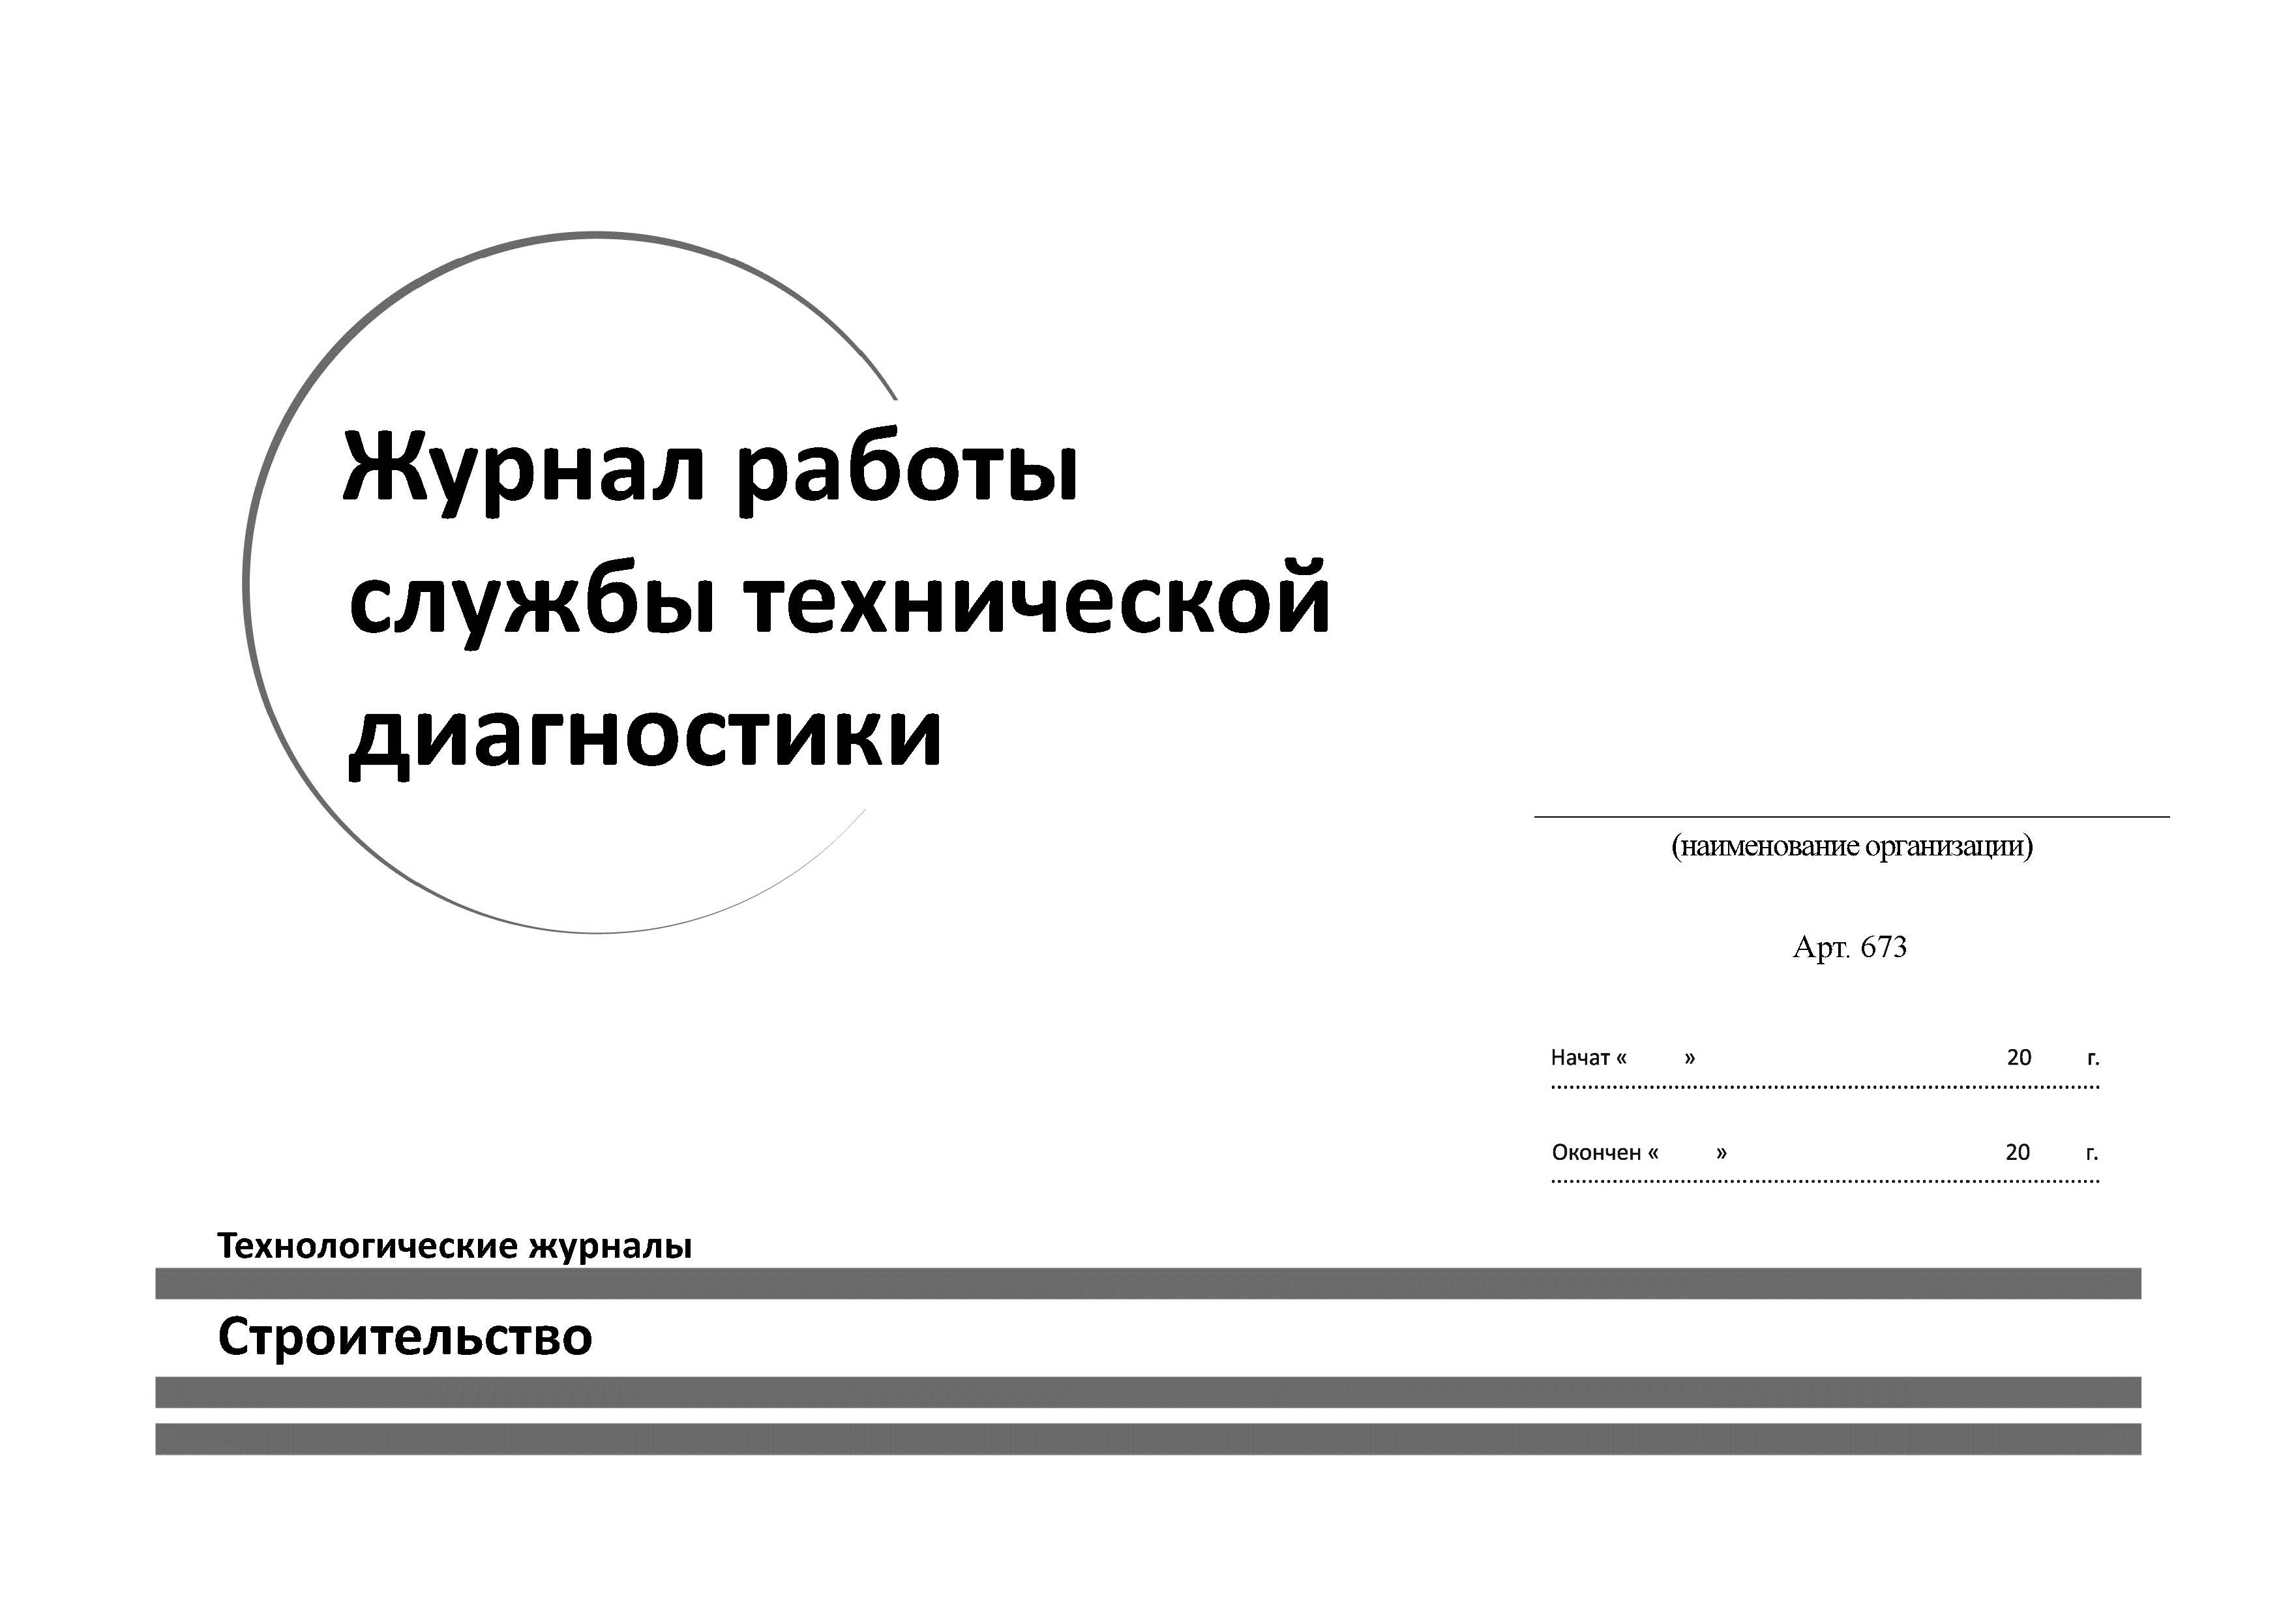 Журнал работы
службы технической
диагностики
(наименование организации)
Арт. 673
Начат « » 20 г.
Окончен « » 20 г.
Технологические журналы
Строительство